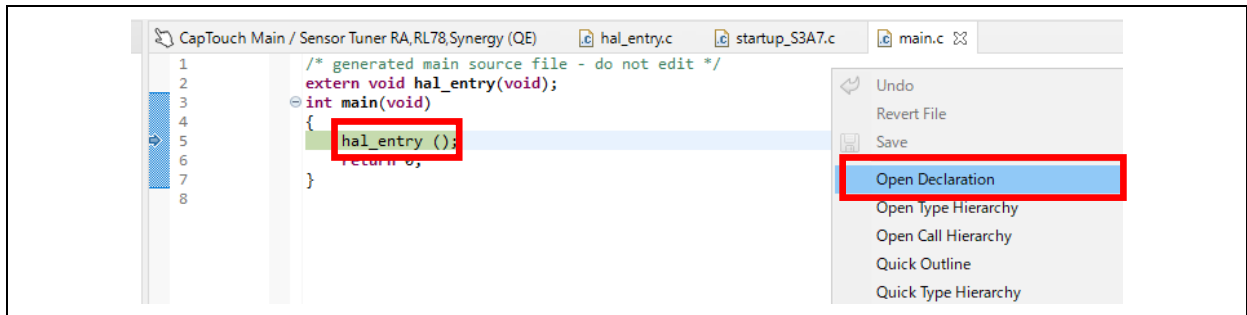 CapTouch Main / Sensor Tuner RA,RL78,Synergy (QE) hal_entry.c startup_S3A7.c main.c
1 /* generated main source file - do not edit */
2 extern void hal_entry(void);
3 int main(void)
4 {
5 hal_entry ();
6 return 0;
7 }
8
Undo
Revert File
Save
Open Declaration
Open Type Hierarchy
Open Call Hierarchy
Quick Outline
Quick Type Hierarchy